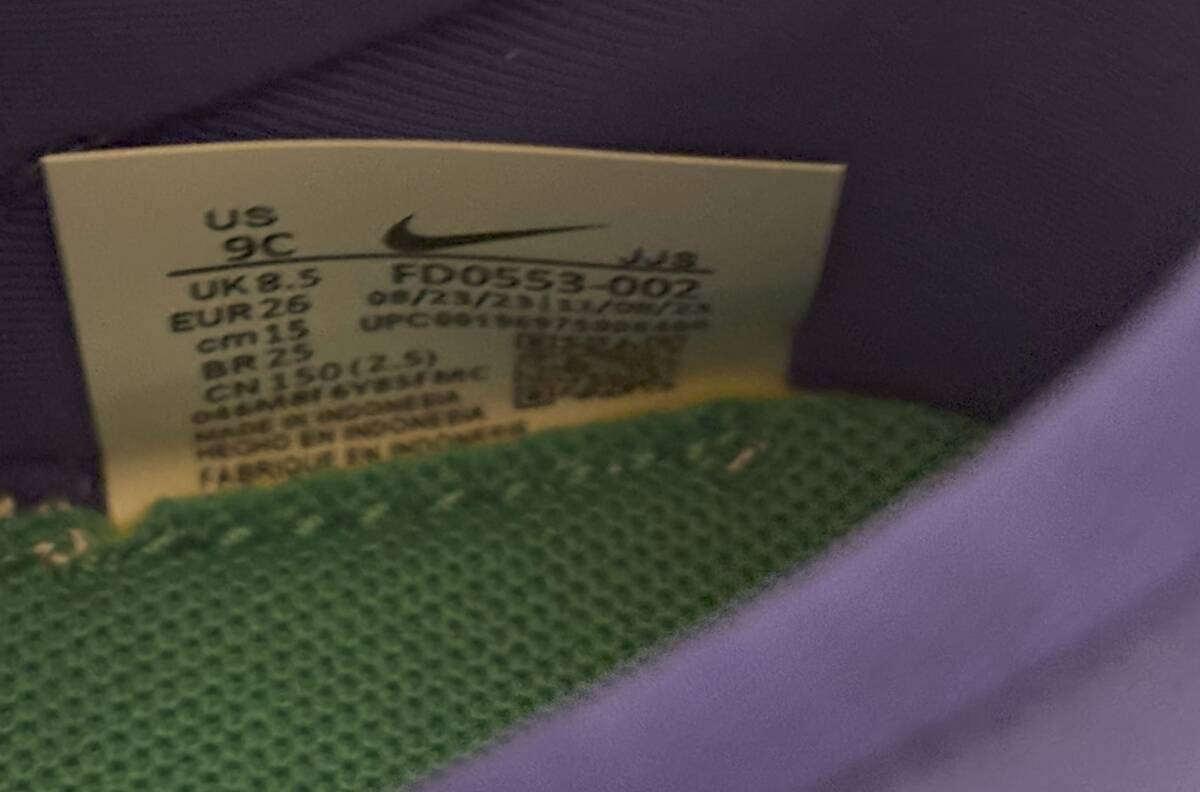 US
9C
JJS
UK 8.5
FD0553-002
EUR 26
cm 15
BR 25
CN 150 (2.5)
MADE IN INDONESIA
HECHO EN INDONESIA
FABRIQUE EN INDONESIE